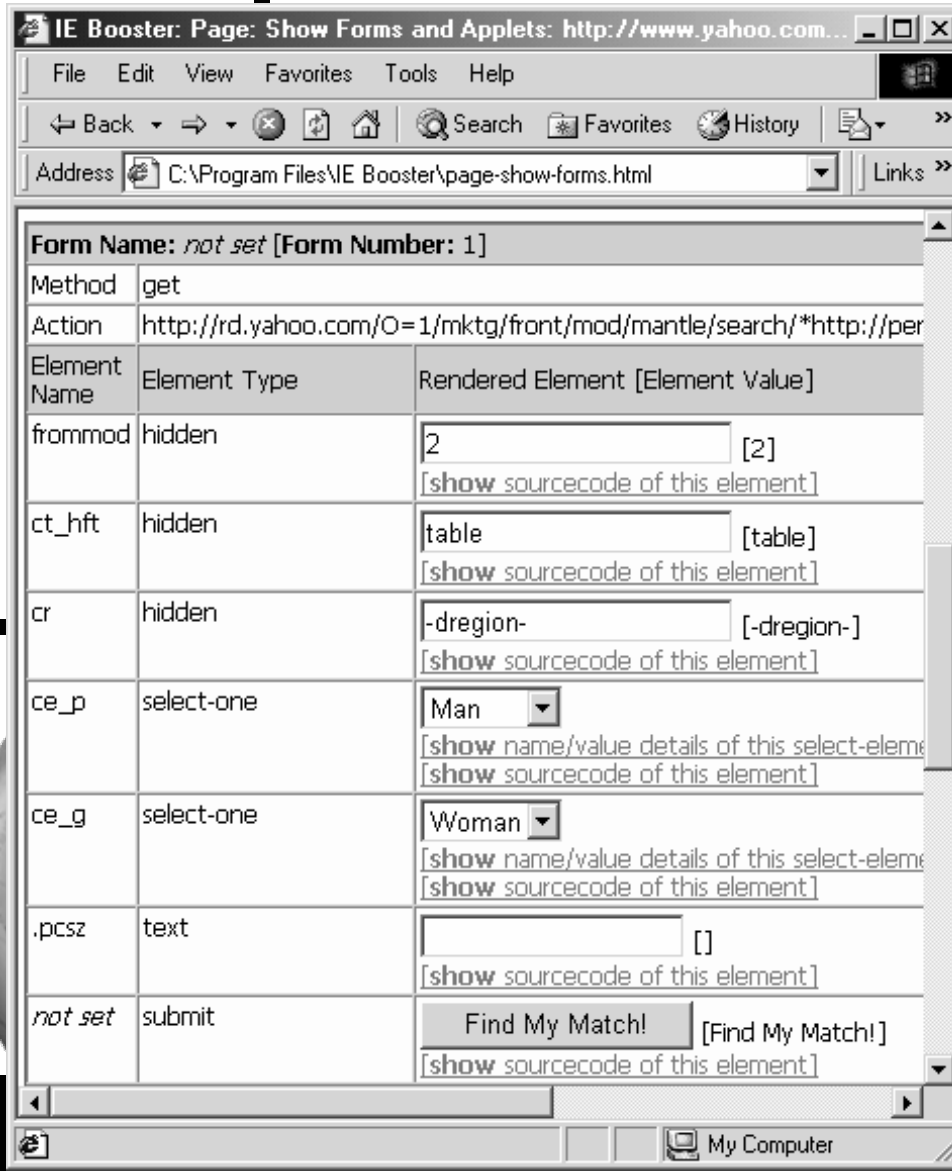 IE Booster: Page: Show Forms and Applets: http://www.yahoo.com...
File Edit View Favorites Tools Help
Back Search Favorites History »
Address C:\Program Files\IE Booster\page-show-forms.html Links »
Form Name: not set [Form Number: 1]
Method get
Action http://rd.yahoo.com/O=1/mktg/front/mod/mantle/search/*http://per
Element Name Element Type Rendered Element [Element Value]
frommod hidden 2 [2]
[show sourcecode of this element]
ct_hft hidden table [table]
[show sourcecode of this element]
cr hidden -dregion- [-dregion-]
[show sourcecode of this element]
ce_p select-one Man
[show name/value details of this select-eleme
[show sourcecode of this element]
ce_g select-one Woman
[show name/value details of this select-eleme
[show sourcecode of this element]
.pcsz text []
[show sourcecode of this element]
not set submit Find My Match! [Find My Match!]
[show sourcecode of this element]
My Computer